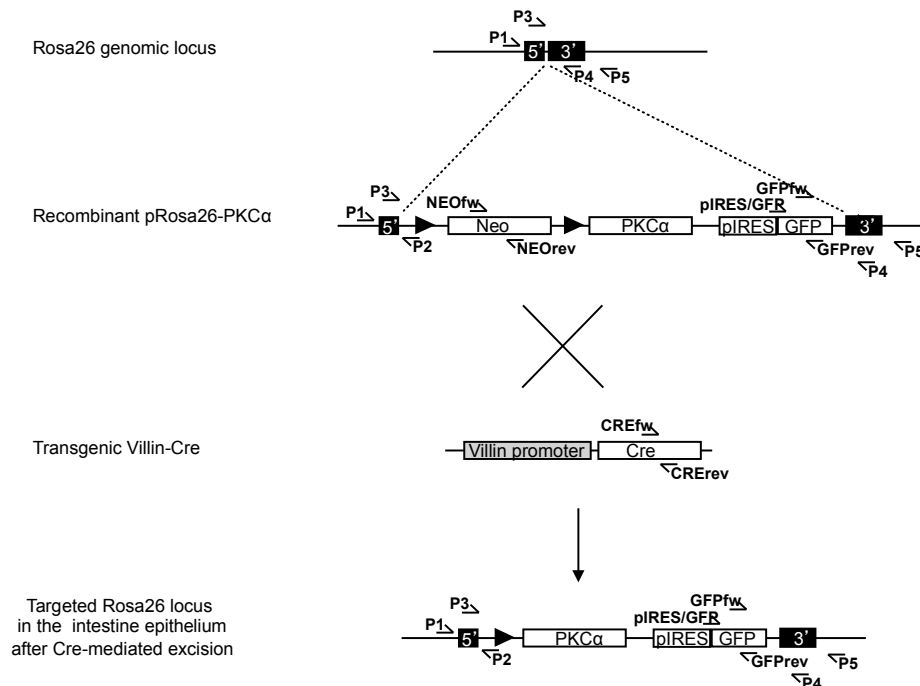 P3
Rosa26 genomic locus
P1
5’ 3’
P4 P5
P3
NEOfw
GFPfw
pIRES/GFR
Recombinant pRosa26-PKCα
P1
5’ Neo PKCα pIRES GFP 3’
P2
NEOrev
GFPrev
P4
P5
CREfw
Transgenic Villin-Cre
Villin promoter Cre
CRErev
Targeted Rosa26 locus
in the intestine epithelium
after Cre-mediated excision
P3
GFPfw
pIRES/GFR
P1
5’ PKCα pIRES GFP 3’
P2
GFPrev
P5
P4